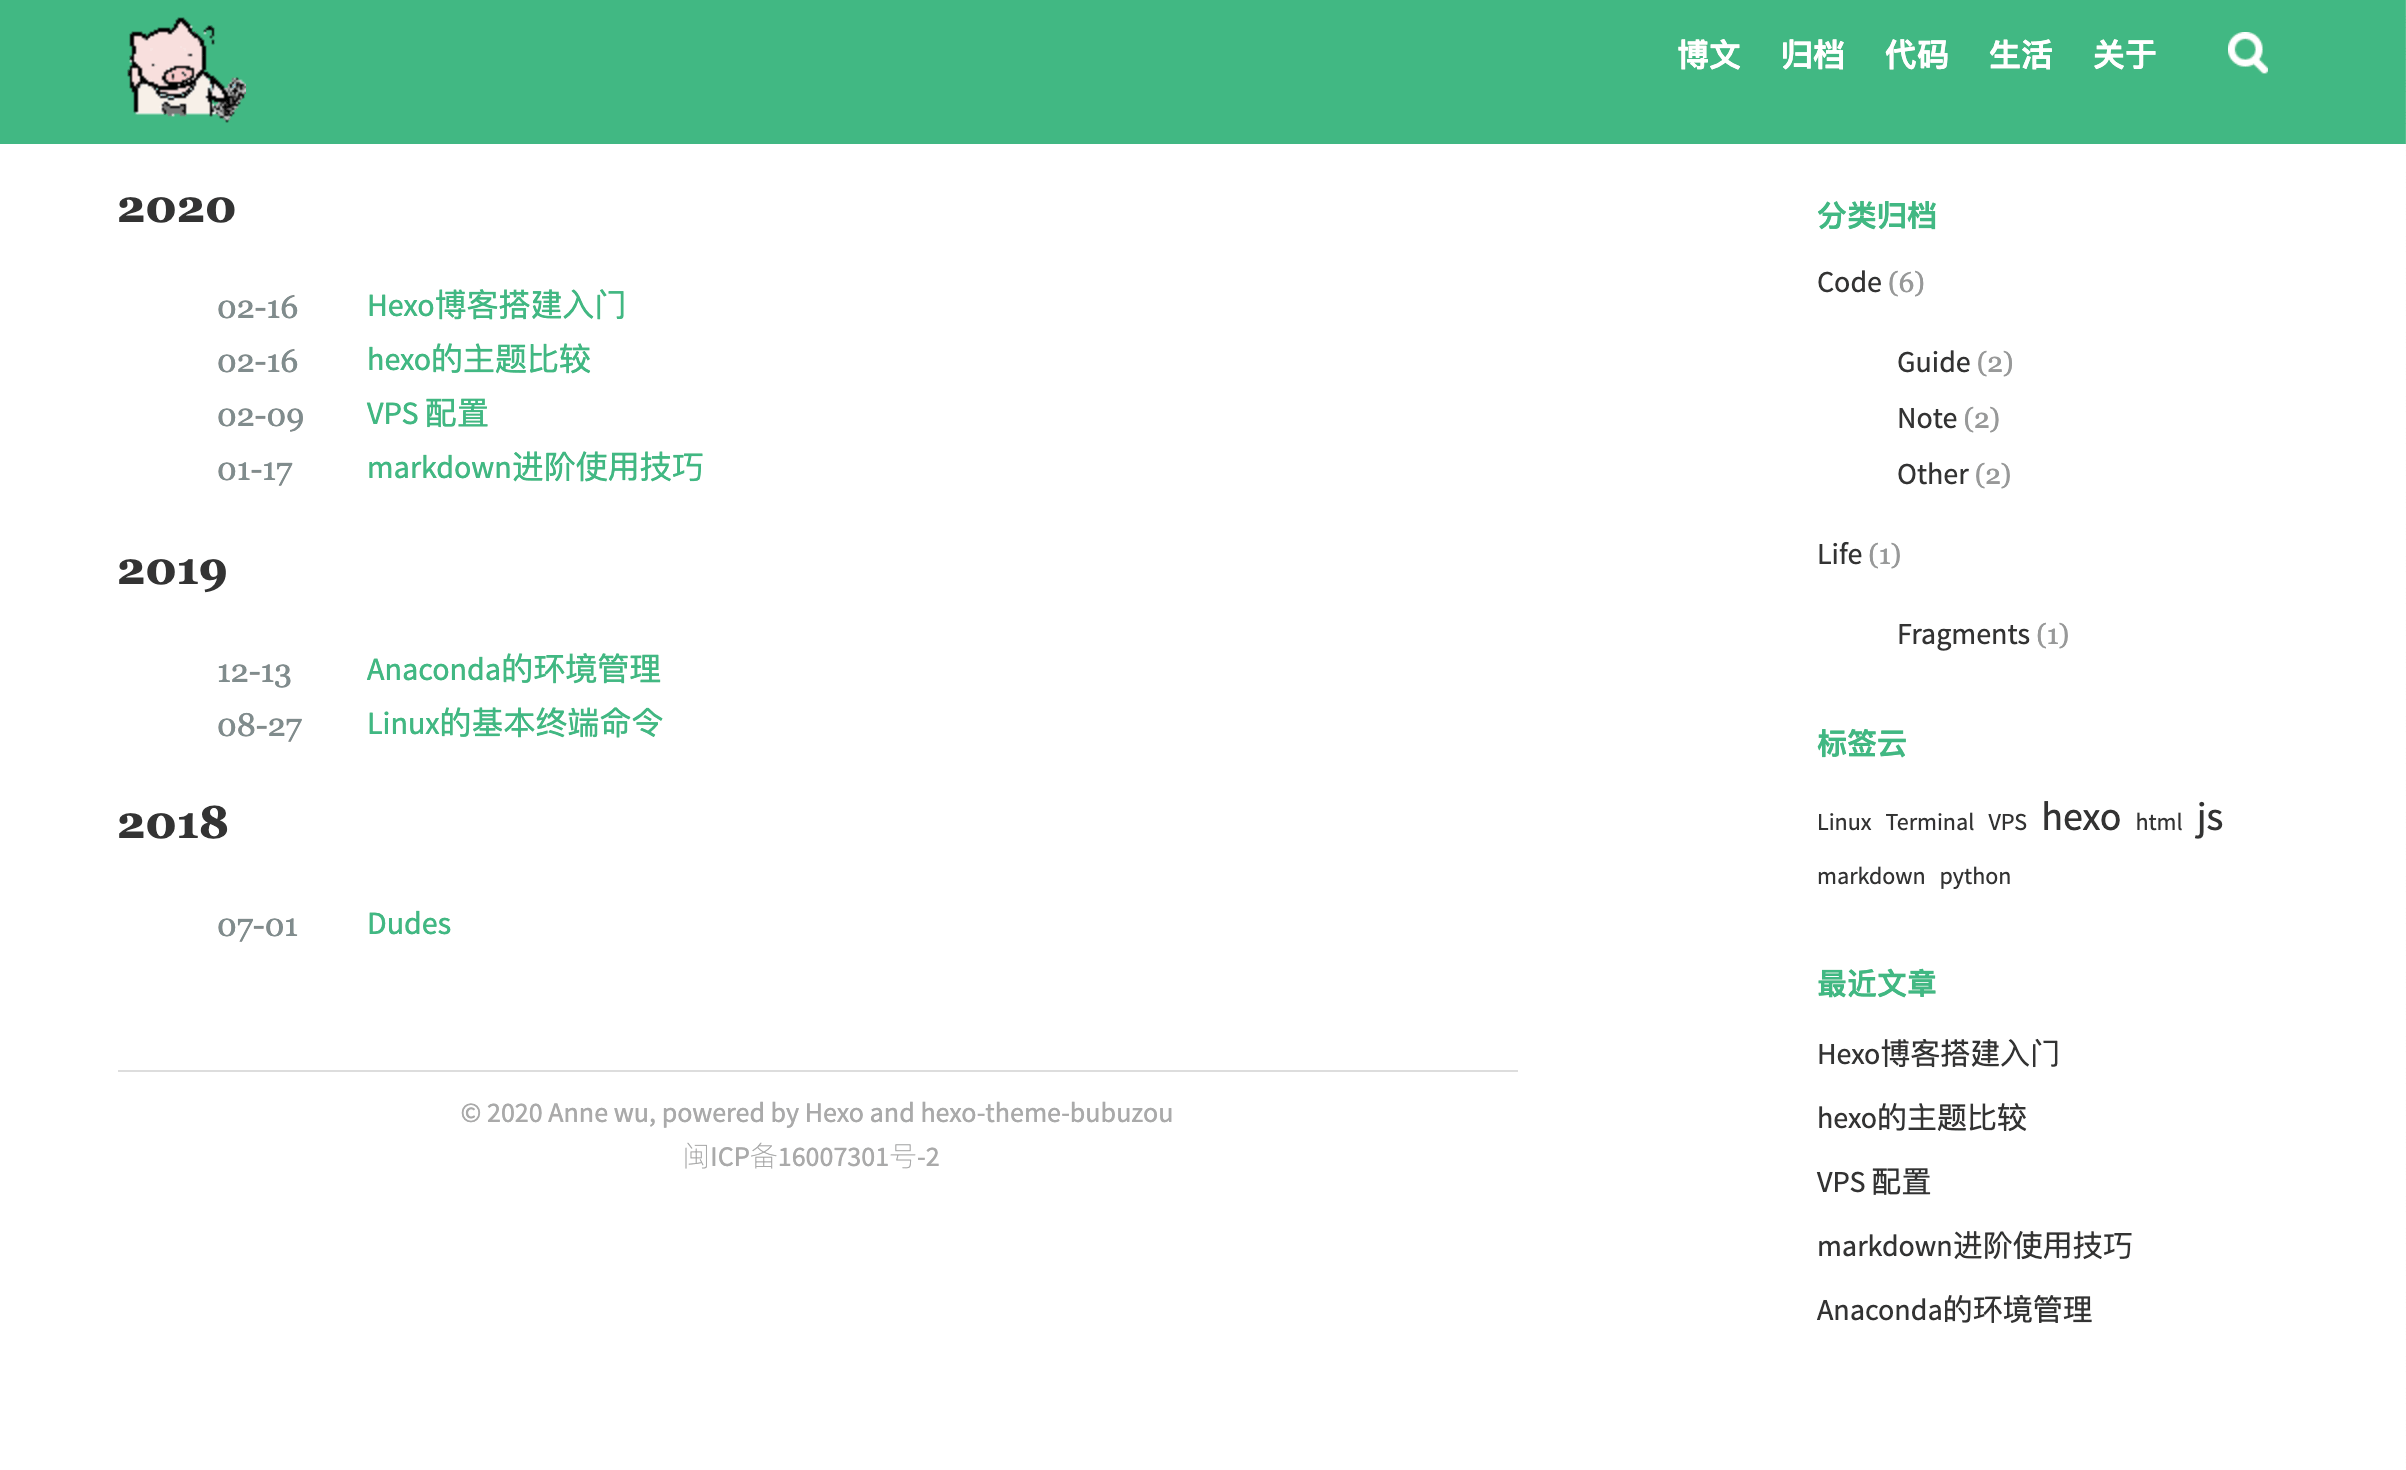 博文 归档 代码 生活 关于
2020
02-16 Hexo博客搭建入门
02-16 hexo的主题比较
02-09 VPS 配置
01-17 markdown进阶使用技巧
2019
12-13 Anaconda的环境管理
08-27 Linux的基本终端命令
2018
07-01 Dudes
© 2020 Anne wu, powered by Hexo and hexo-theme-bubuzou
闽ICP备16007301号-2
分类归档
Code (6)
Guide (2)
Note (2)
Other (2)
Life (1)
Fragments (1)
标签云
Linux Terminal VPS hexo html js
markdown python
最近文章
Hexo博客搭建入门
hexo的主题比较
VPS 配置
markdown进阶使用技巧
Anaconda的环境管理